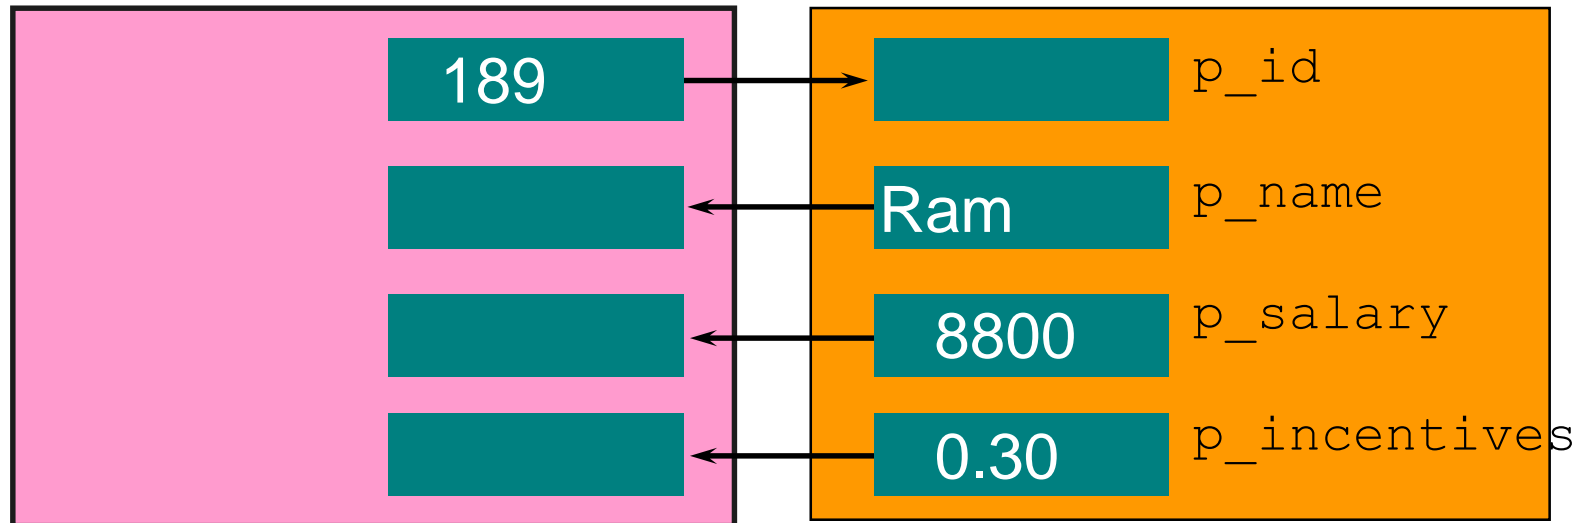 189 p_id
Ram p_name
8800 p_salary
0.30 p_incentives